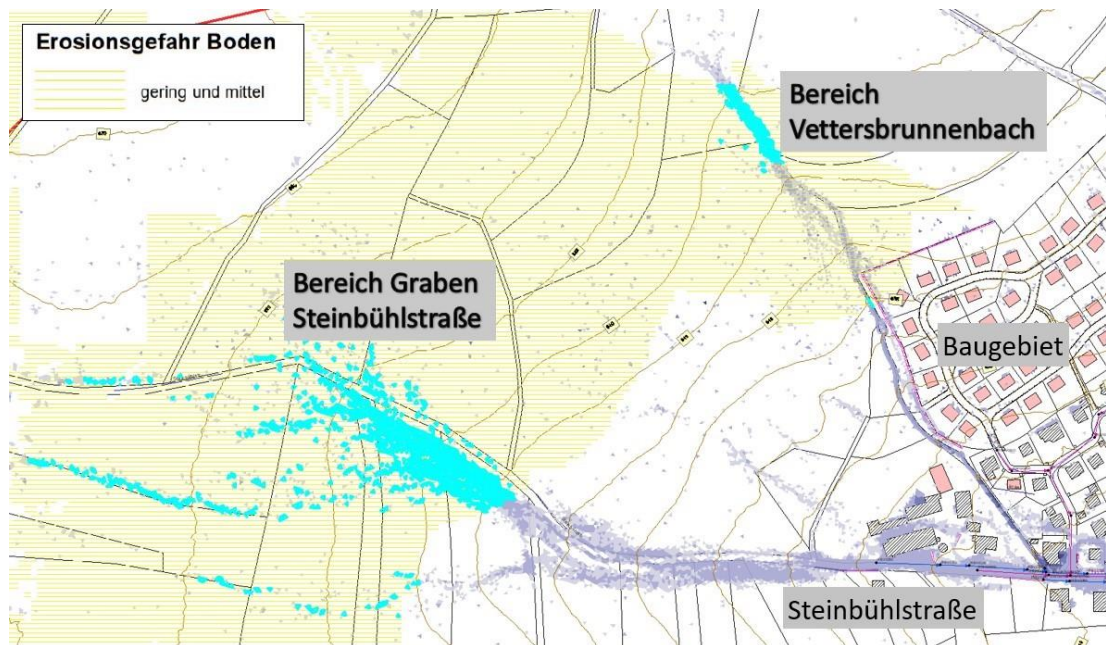 Erosionsgefahr Boden
gering und mittel
Bereich
Vettersbrunnenbach
Bereich Graben
Steinbühlstraße
Baugebiet
Steinbühlstraße